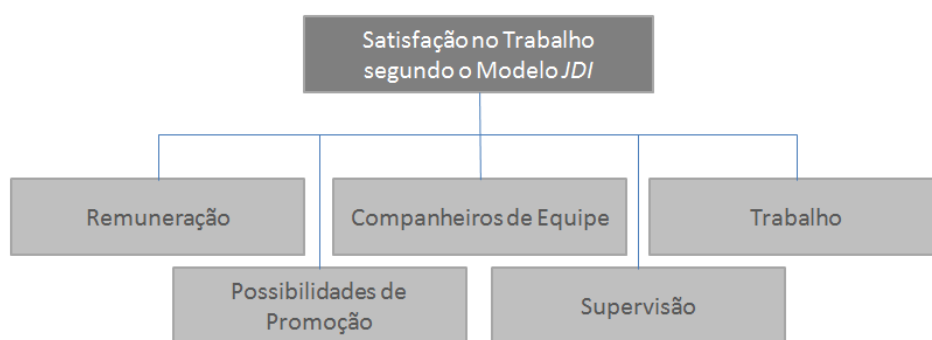 Satisfação no Trabalho
segundo o Modelo JDI
Remuneração
Companheiros de Equipe
Trabalho
Possibilidades de
Promoção
Supervisão